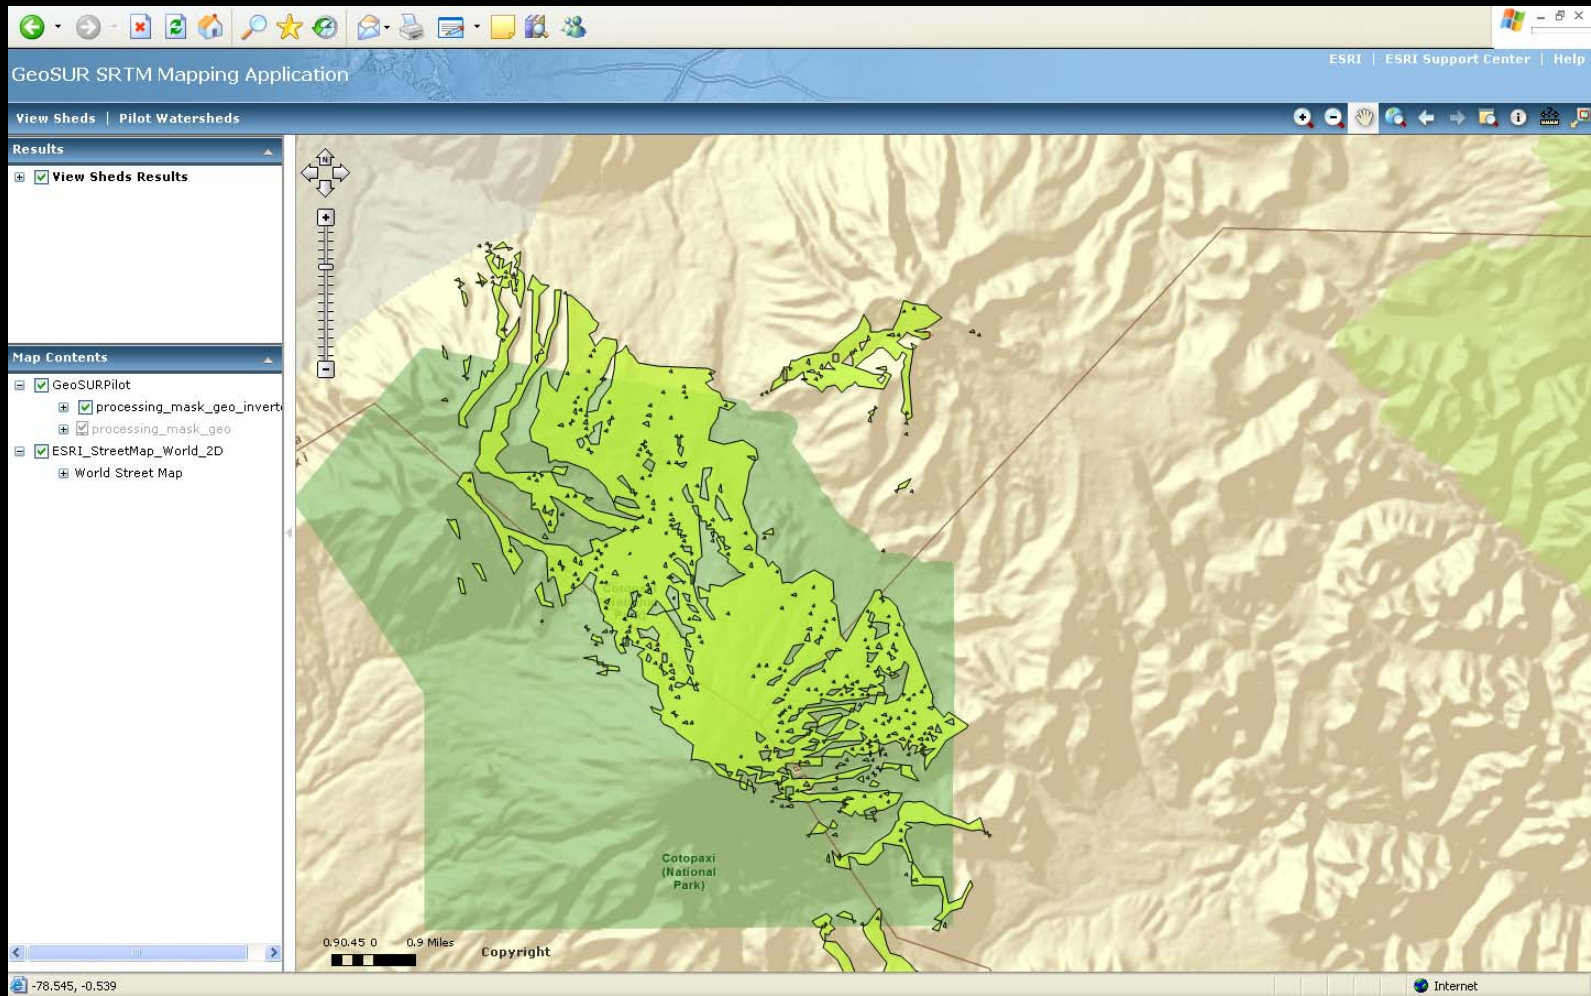 GeoSUR SRTM Mapping Application
ESRI | ESRI Support Center | Help
View Sheds | Pilot Watersheds
Results
View Sheds Results
N
Map Contents
GeoSURPilot
processing_mask_geo_inverte
processing_mask_geo
ESRI_StreetMap_World_2D
World Street Map
Cotopaxi
(National
Park)
0.90.45 0 0.9 Miles
Copyright
-78.545, -0.539
Internet